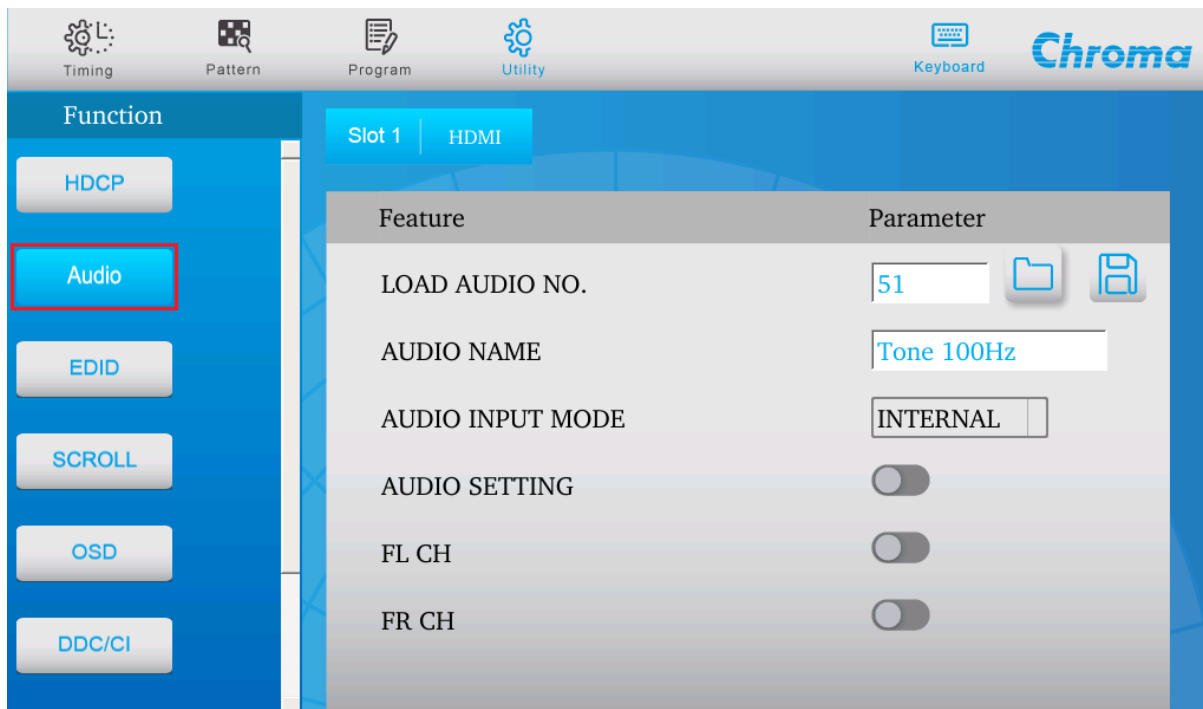 Timing
Pattern
Program
Utility
Keyboard
Chroma
Function
HDCP
Audio
EDID
SCROLL
OSD
DDC/CI
Slot 1 HDMI
Feature Parameter
LOAD AUDIO NO. 51
AUDIO NAME Tone 100Hz
AUDIO INPUT MODE INTERNAL
AUDIO SETTING
FL CH
FR CH